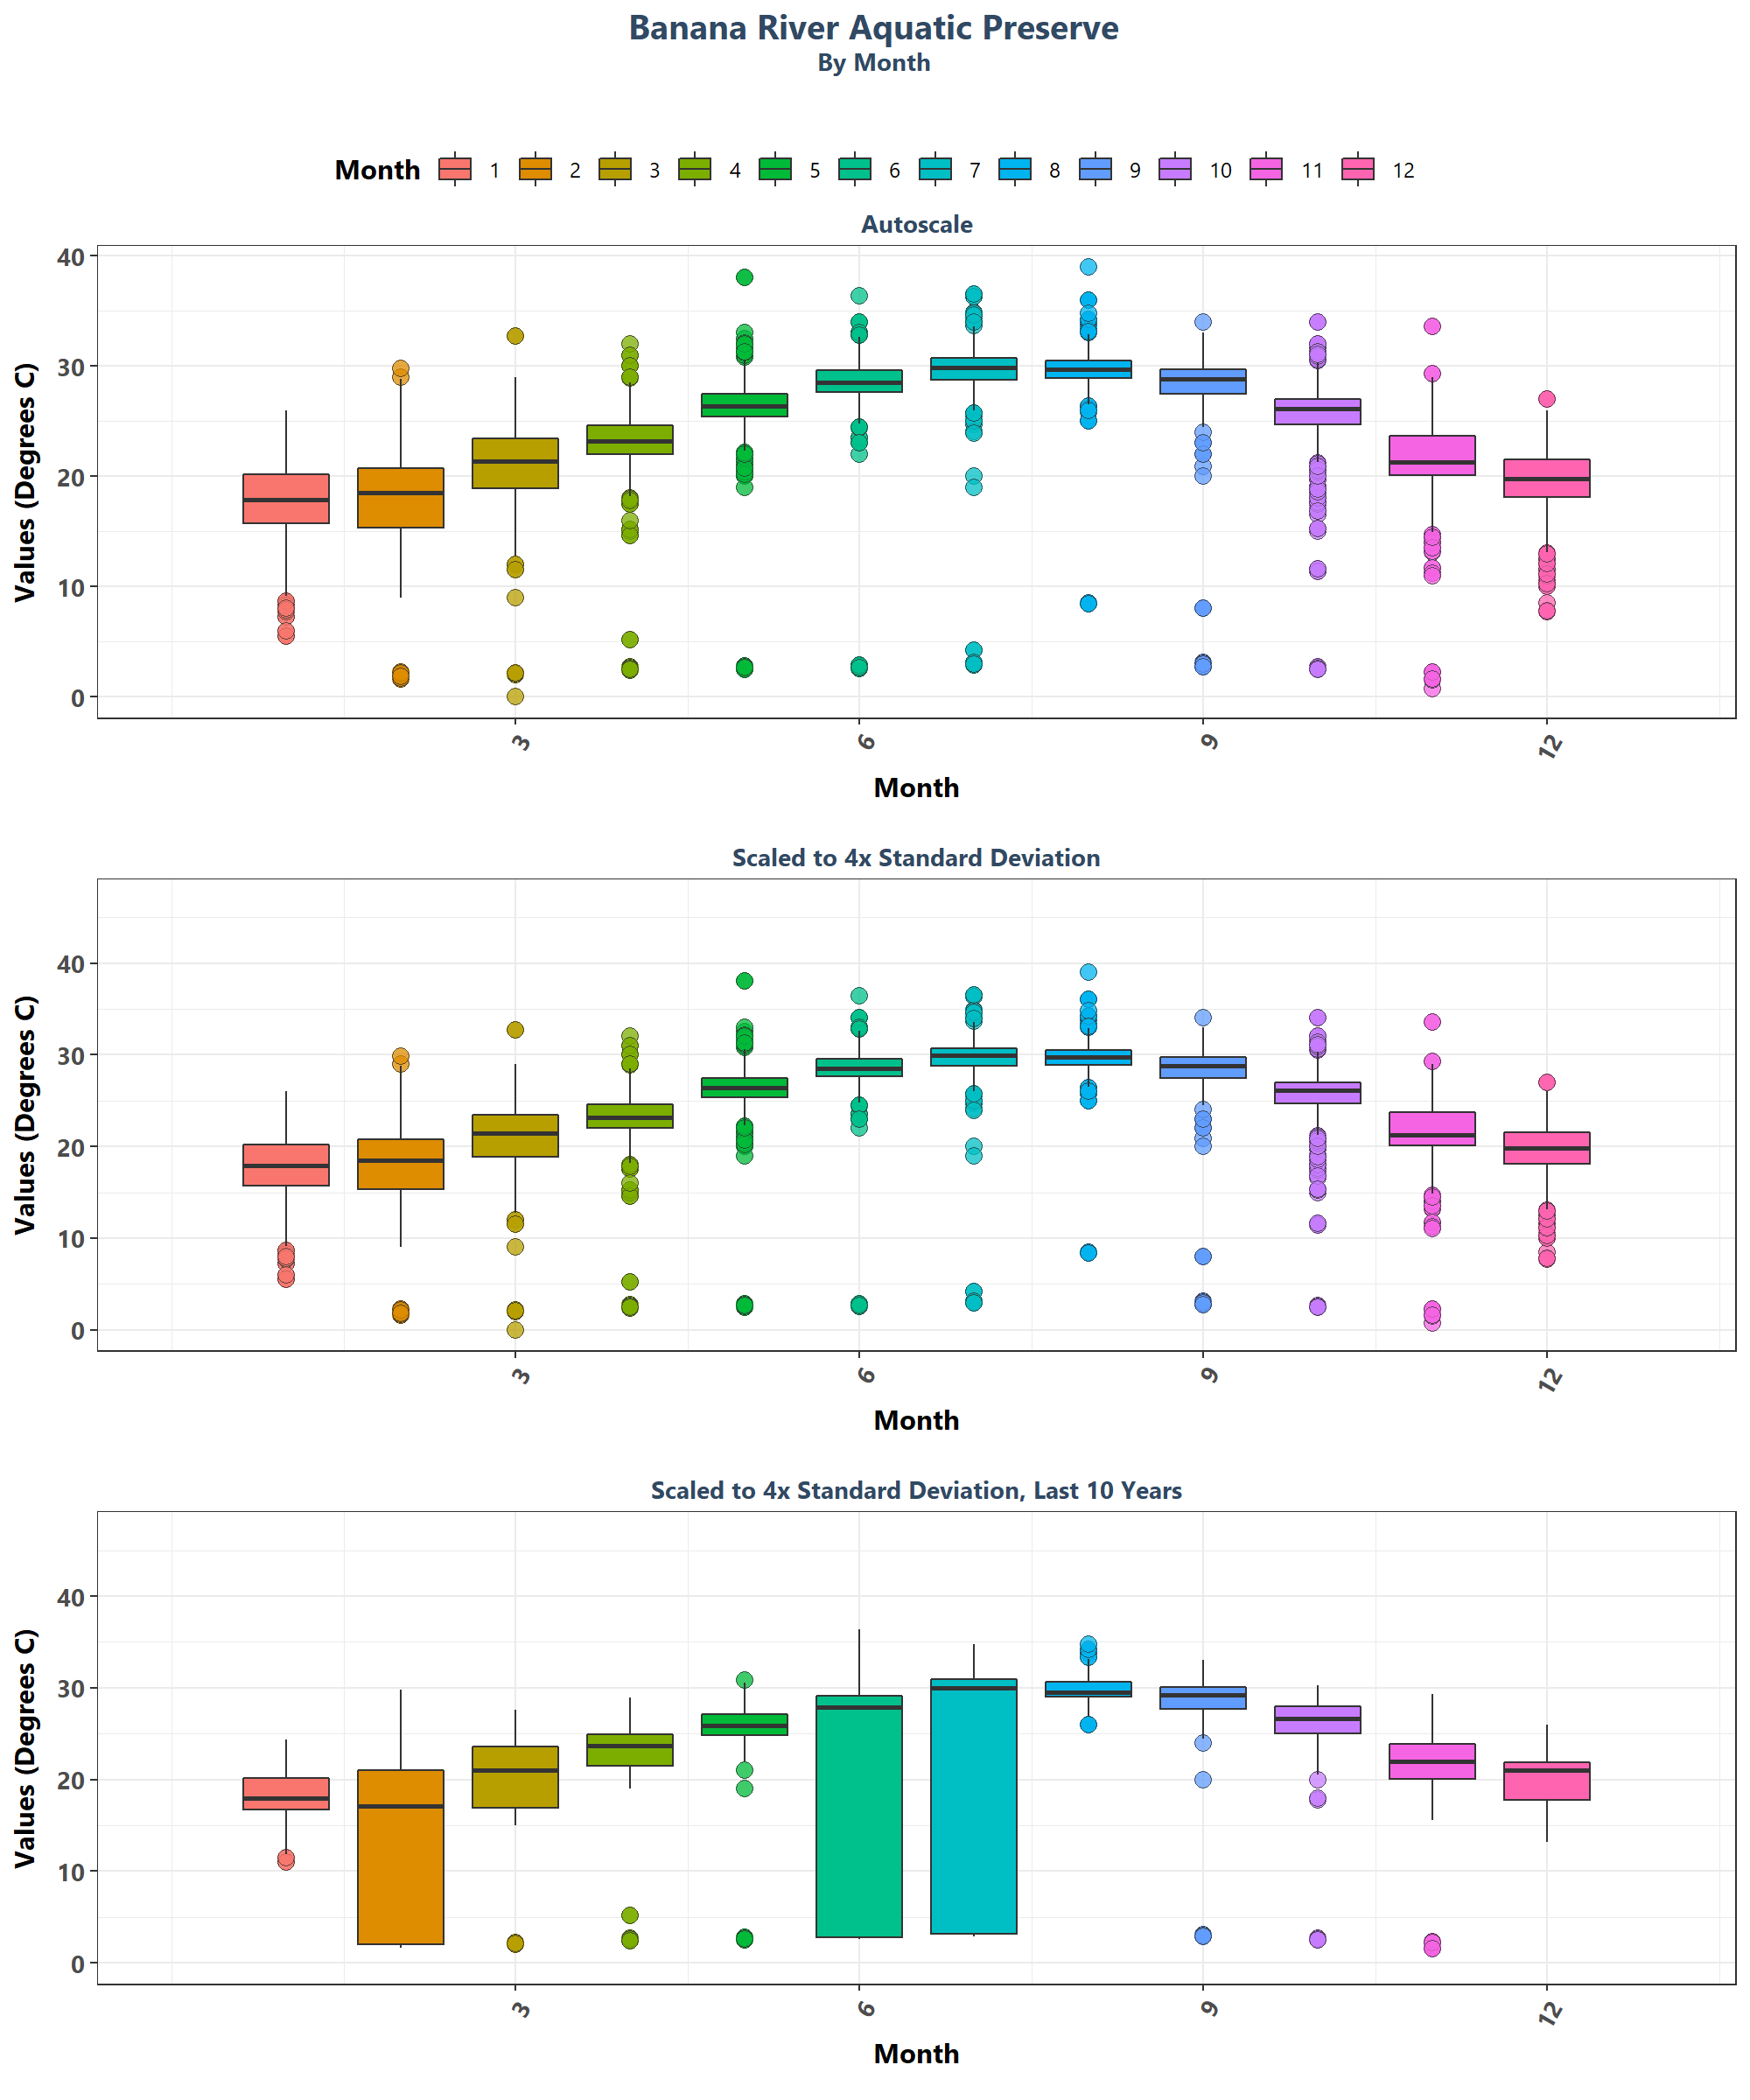 Banana River Aquatic Preserve
By Month
Month 1 2 3 4 5 6 7 8 9 10 11 12
Autoscale
Values (Degrees C)
40
30
20
10
0
3 6 9 12
Month
Scaled to 4x Standard Deviation
Values (Degrees C)
40
30
20
10
0
3 6 9 12
Month
Scaled to 4x Standard Deviation, Last 10 Years
Values (Degrees C)
40
30
20
10
0
3 6 9 12
Month